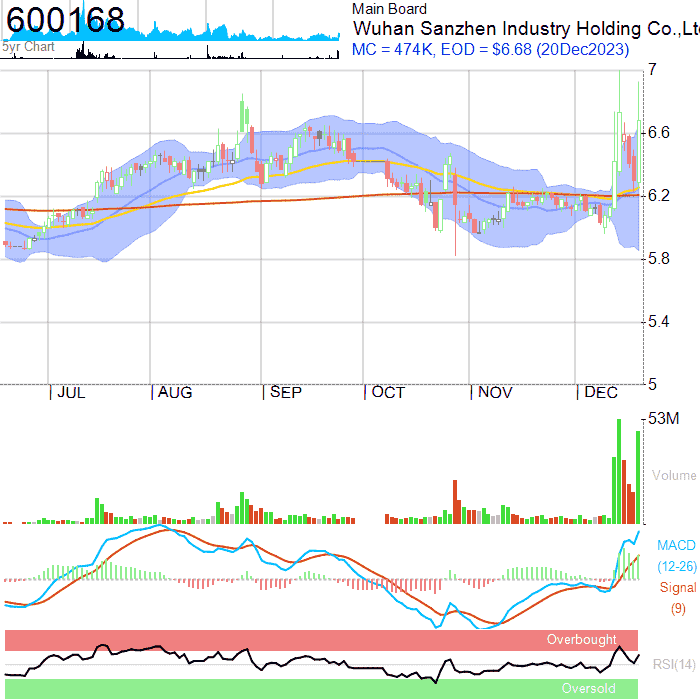 600168
5yr Chart
Main Board
Wuhan Sanzhen Industry Holding Co.,Lt
MC = 474K, EOD = $6.68 (20Dec2023)
7
6.6
6.2
5.8
5.4
5
JUL
AUG
SEP
OCT
NOV
DEC
53M
Volume
MACD
(12-26)
Signal
(9)
Overbought
RSI(14)
Oversold